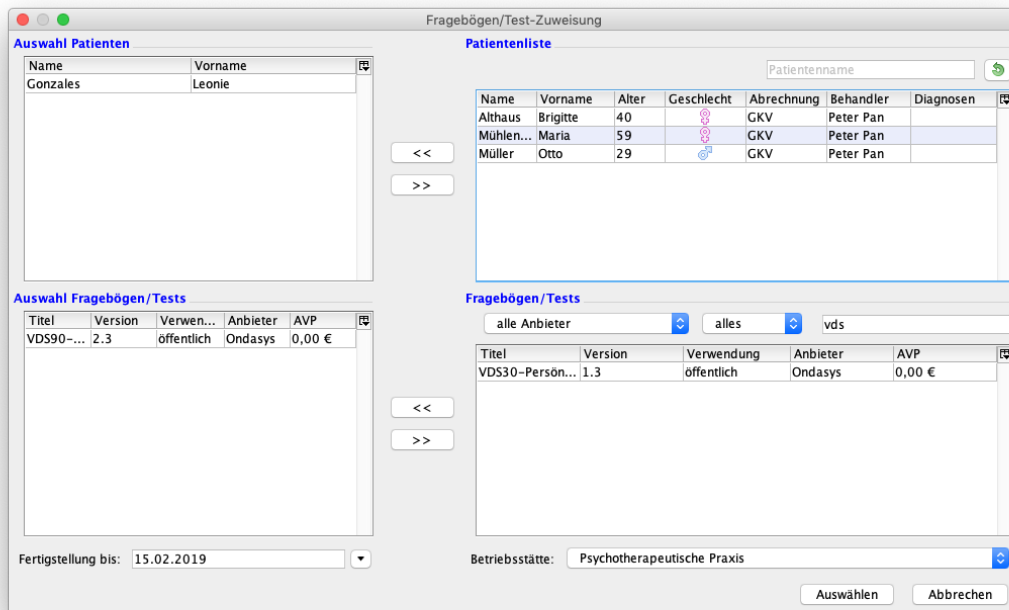 Fragebögen/Test-Zuweisung
Auswahl Patienten
Name Vorname
Gonzales Leonie
<<
>>
Patientenliste
Patientenname
Name Vorname Alter Geschlecht Abrechnung Behandler Diagnosen
Althaus Brigitte 40 GKV Peter Pan
Mühlen... Maria 59 GKV Peter Pan
Müller Otto 29 GKV Peter Pan
Auswahl Fragebögen/Tests
Titel Version Verwen... Anbieter AVP
VDS90-... 2.3 öffentlich Ondasys 0,00 €
<<
>>
Fragebögen/Tests
alle Anbieter alles vds
Titel Version Verwendung Anbieter AVP
VDS30-Persön... 1.3 öffentlich Ondasys 0,00 €
Fertigstellung bis: 15.02.2019
Betriebsstätte: Psychotherapeutische Praxis
Auswählen Abbrechen